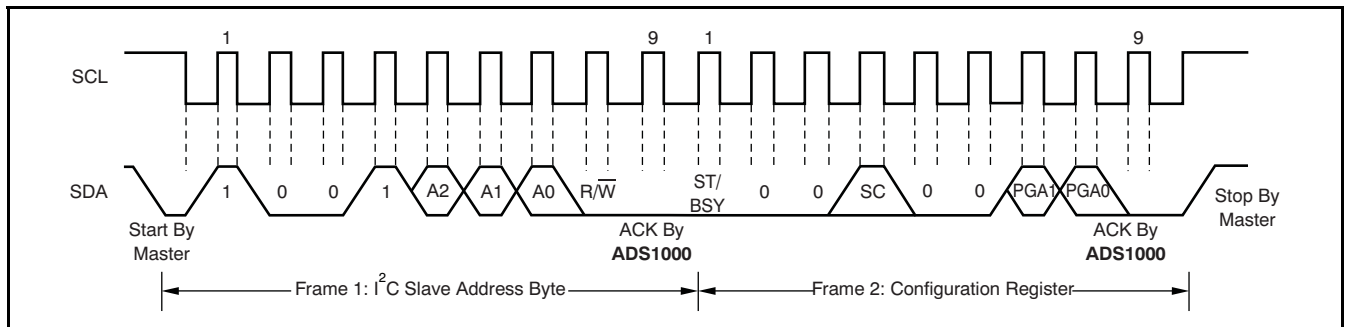 1 9 1 9
SCL
SDA 1 0 0 1 A2 A1 A0 R/W ST/BSY 0 0 SC 0 0 PGA1 PGA0
Start By
Master
ACK By
ADS1000
ACK By
ADS1000
Stop By
Master
Frame 1: I2C Slave Address Byte
Frame 2: Configuration Register